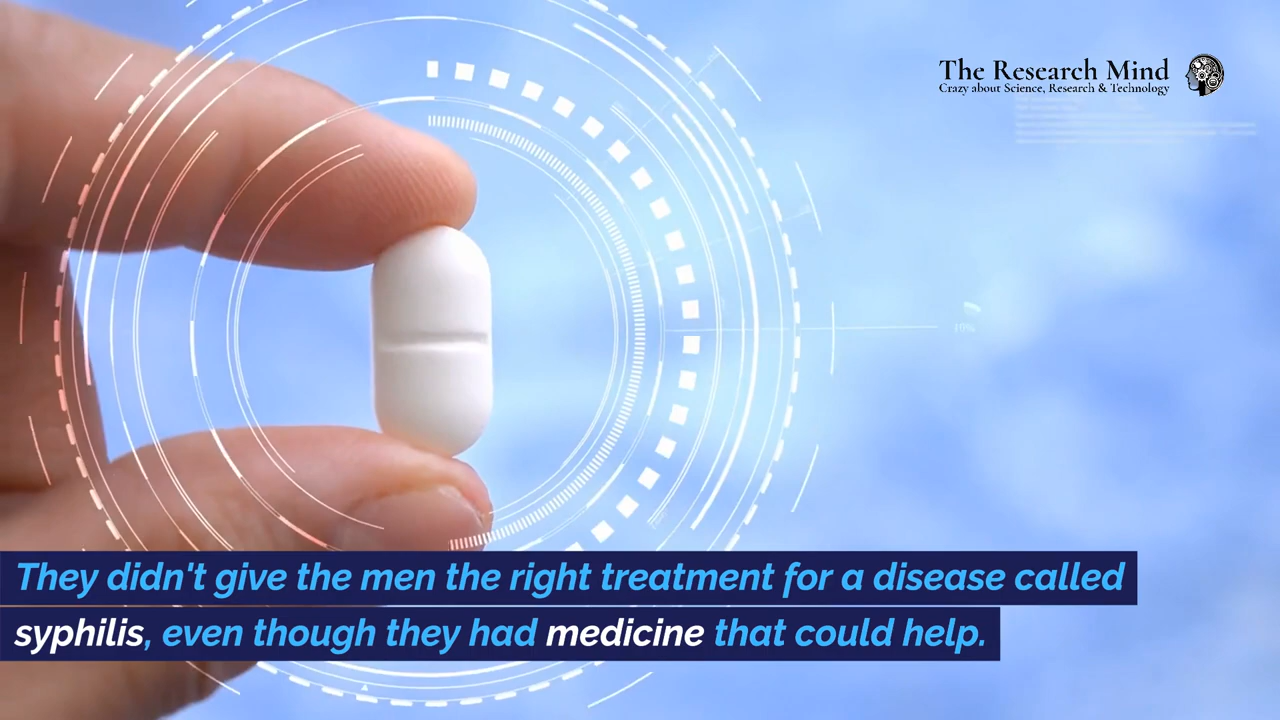 The Research Mind
Crazy about Science, Research & Technology
10%
They didn't give the men the right treatment for a disease called
syphilis, even though they had medicine that could help.